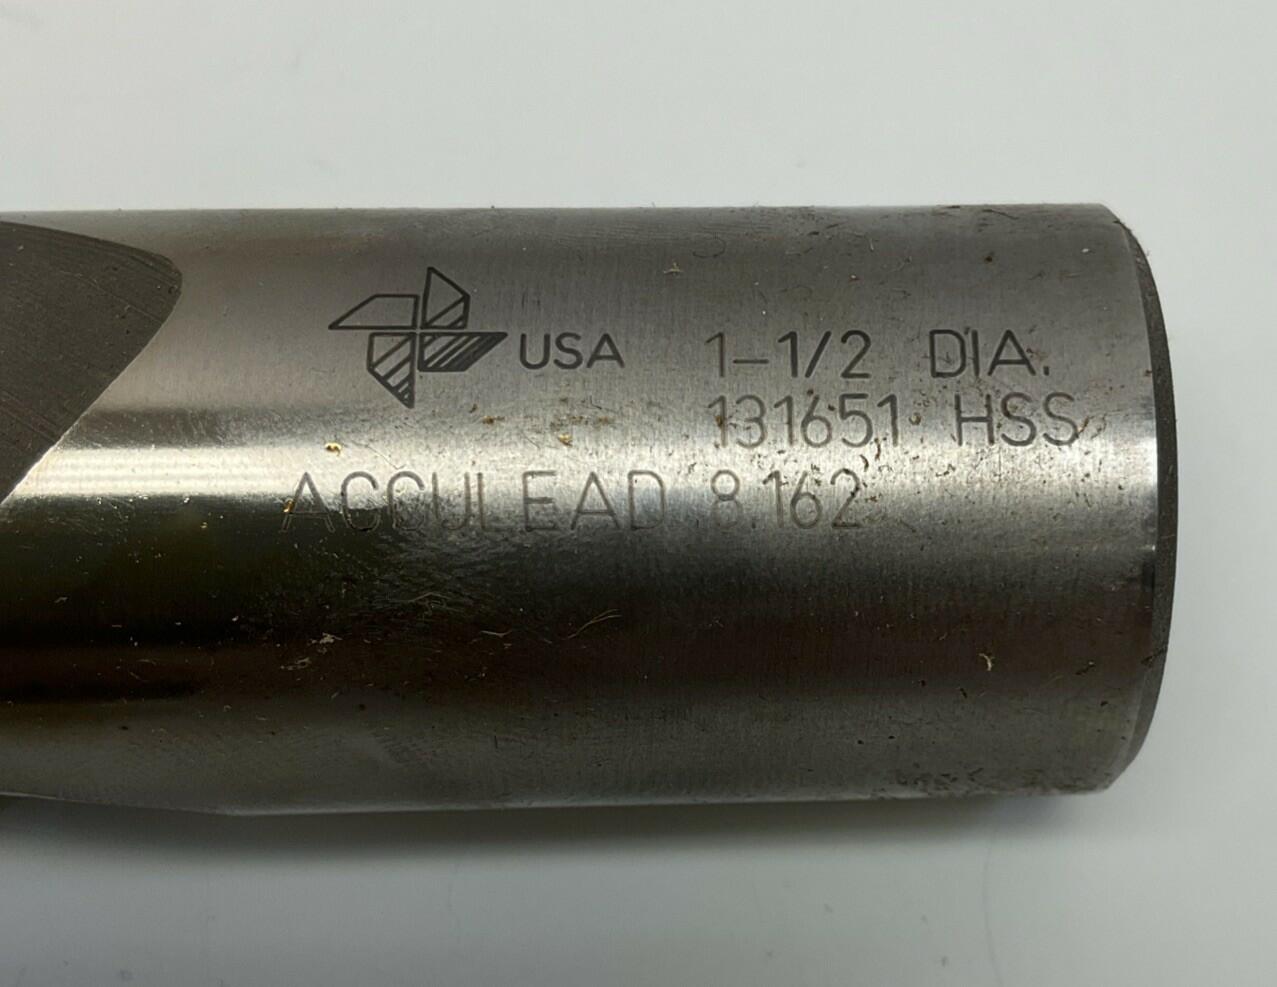 USA 1-1/2 DIA.
131651 HSS
ACCULEAD 8.162